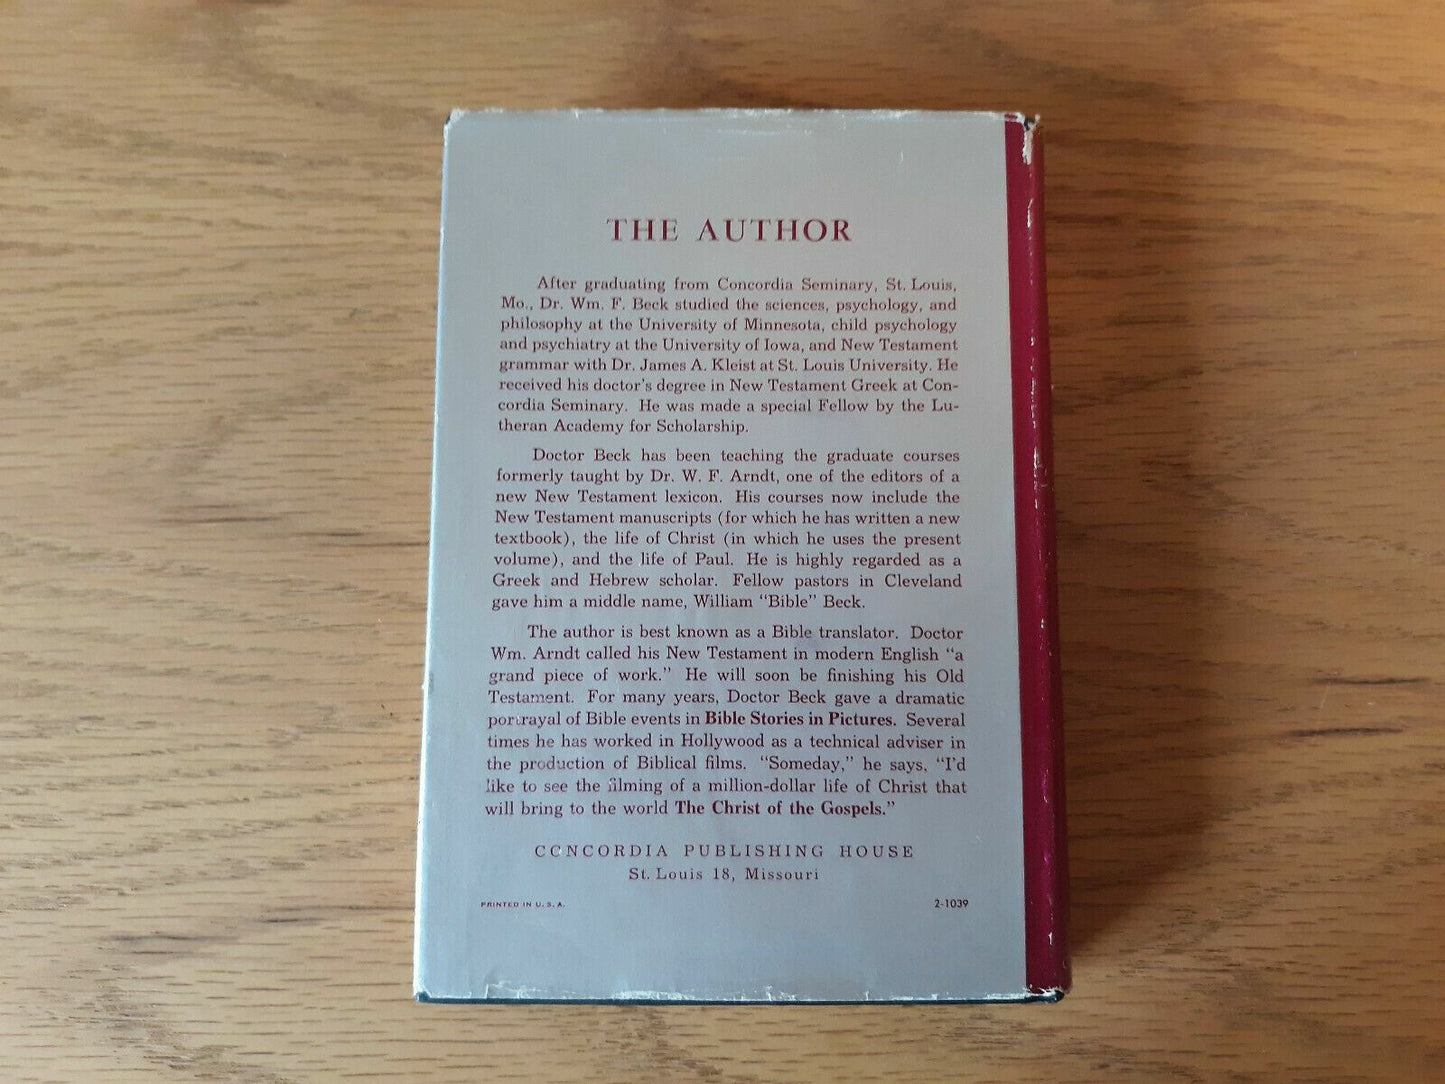 THE AUTHOR
After graduating from Concordia Seminary, St. Louis,
Mo., Dr. Wm. F. Beck studied the sciences, psychology, and
philosophy at the University of Minnesota, child psychology
and psychiatry at the University of Iowa, and New Testament
grammar with Dr. James A. Kleist at St. Louis University. He
received his doctor's degree in New Testament Greek at Con-
cordia Seminary. He was made a special Fellow by the Lu-
theran Academy for Scholarship.
Doctor Beck has been teaching the graduate courses
formerly taught by Dr. W. F. Arndt, one of the editors of a
new New Testament lexicon. His courses now include the
New Testament manuscripts (for which he has written a new
textbook), the life of Christ (in which he uses the present
volume), and the life of Paul. He is highly regarded as a
Greek and Hebrew scholar. Fellow pastors in Cleveland
gave him a middle name, William "Bible" Beck.
The author is best known as a Bible translator. Doctor
Wm. Arndt called his New Testament in modern English "a
grand piece of work." He will soon be finishing his Old
Testament. For many years, Doctor Beck gave a dramatic
portrayal of Bible events in Bible Stories in Pictures. Several
times he has worked in Hollywood as a technical adviser in
the production of Biblical films. "Someday," he says, "I'd
like to see the filming of a million-dollar life of Christ that
will bring to the world The Christ of the Gospels."
CONCORDIA PUBLISHING HOUSE
St. Louis 18, Missouri
PRINTED IN U. S. A.
2-1039